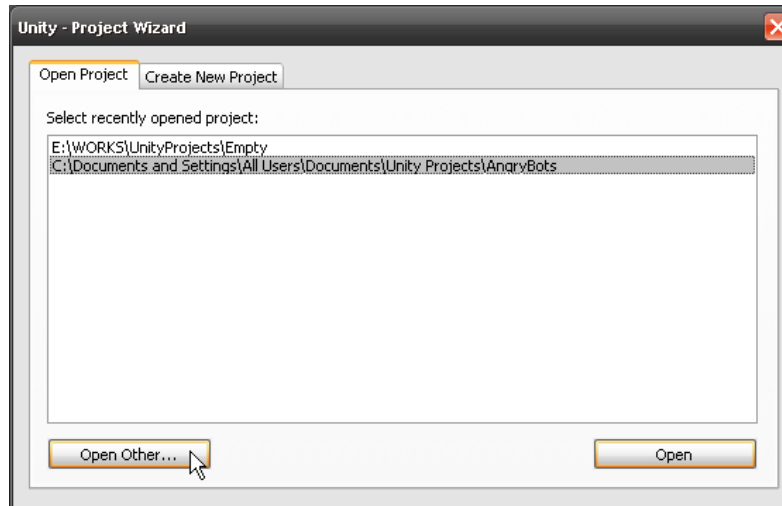 Unity - Project Wizard
Open Project
Create New Project
Select recently opened project:
E:\WORKS\UnityProjects\Empty
C:\Documents and Settings\All Users\Documents\Unity Projects\AngryBots
Open Other...
Open